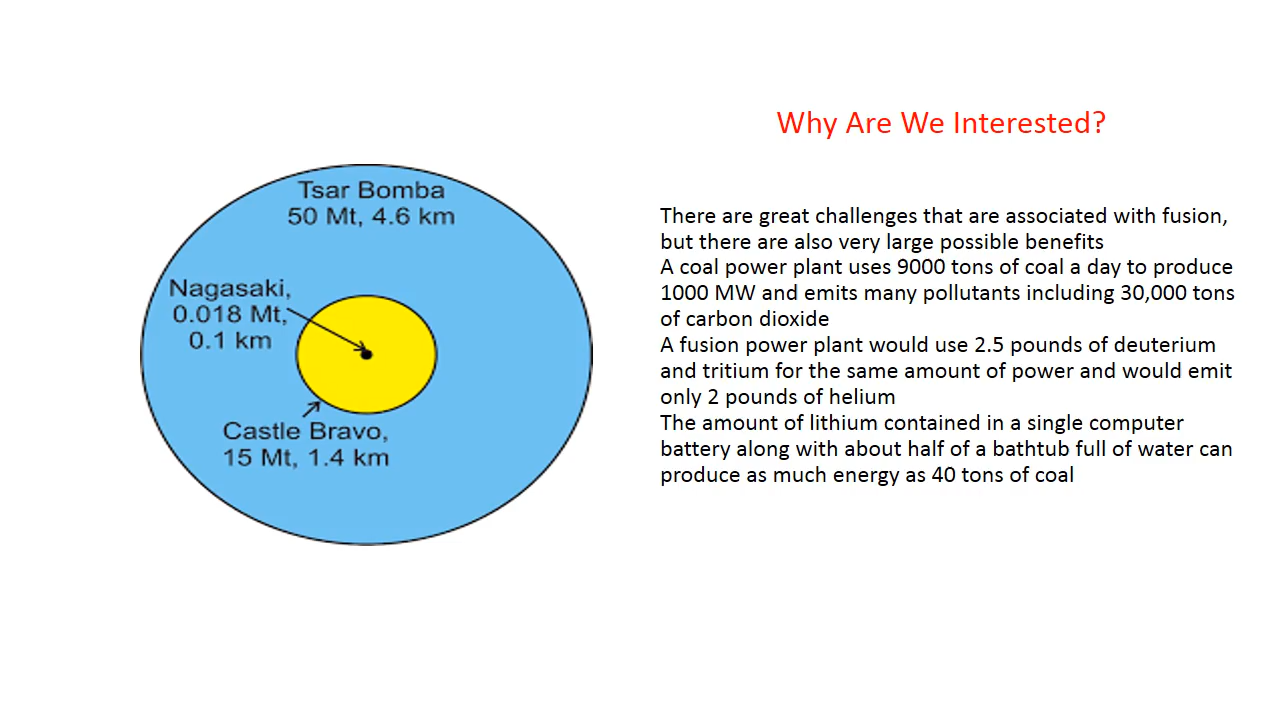 Why Are We Interested?
Tsar Bomba
50 Mt, 4.6 km
Nagasaki,
0.018 Mt,
0.1 km
Castle Bravo,
15 Mt, 1.4 km
There are great challenges that are associated with fusion,
but there are also very large possible benefits
A coal power plant uses 9000 tons of coal a day to produce
1000 MW and emits many pollutants including 30,000 tons
of carbon dioxide
A fusion power plant would use 2.5 pounds of deuterium
and tritium for the same amount of power and would emit
only 2 pounds of helium
The amount of lithium contained in a single computer
battery along with about half of a bathtub full of water can
produce as much energy as 40 tons of coal